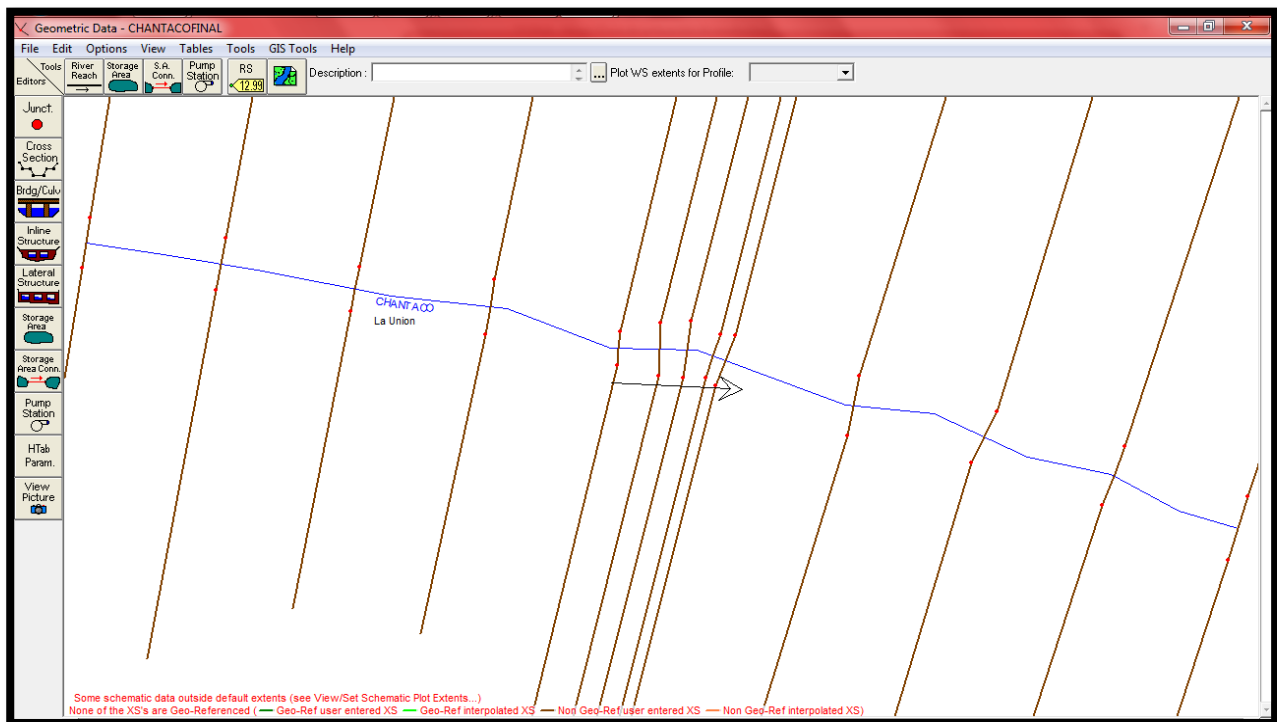 Geometric Data - CHANTACOFINAL
File Edit Options View Tables Tools GIS Tools Help
Tools
Editors
River Reach
Storage Area
S.A. Conn.
Pump Station
RS
12.99
Description :
...
Plot WS extents for Profile:
Junct.
Cross Section
Brdg/Culv
Inline Structure
Lateral Structure
Storage Area
Storage Area Conn.
Pump Station
HTab Param.
View Picture
CHANTACO
La Union
Some schematic data outside default extents (see View/Set Schematic Plot Extents...)
None of the XS's are Geo-Referenced ( Geo-Ref user entered XS Geo-Ref interpolated XS Non Geo-Ref user entered XS Non Geo-Ref interpolated XS)